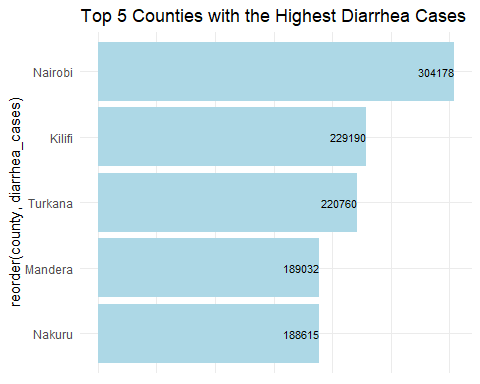 Top 5 Counties with the Highest Diarrhea Cases
reorder(county, diarrhea_cases)
Nairobi 304178
Kilifi 229190
Turkana 220760
Mandera 189032
Nakuru 188615